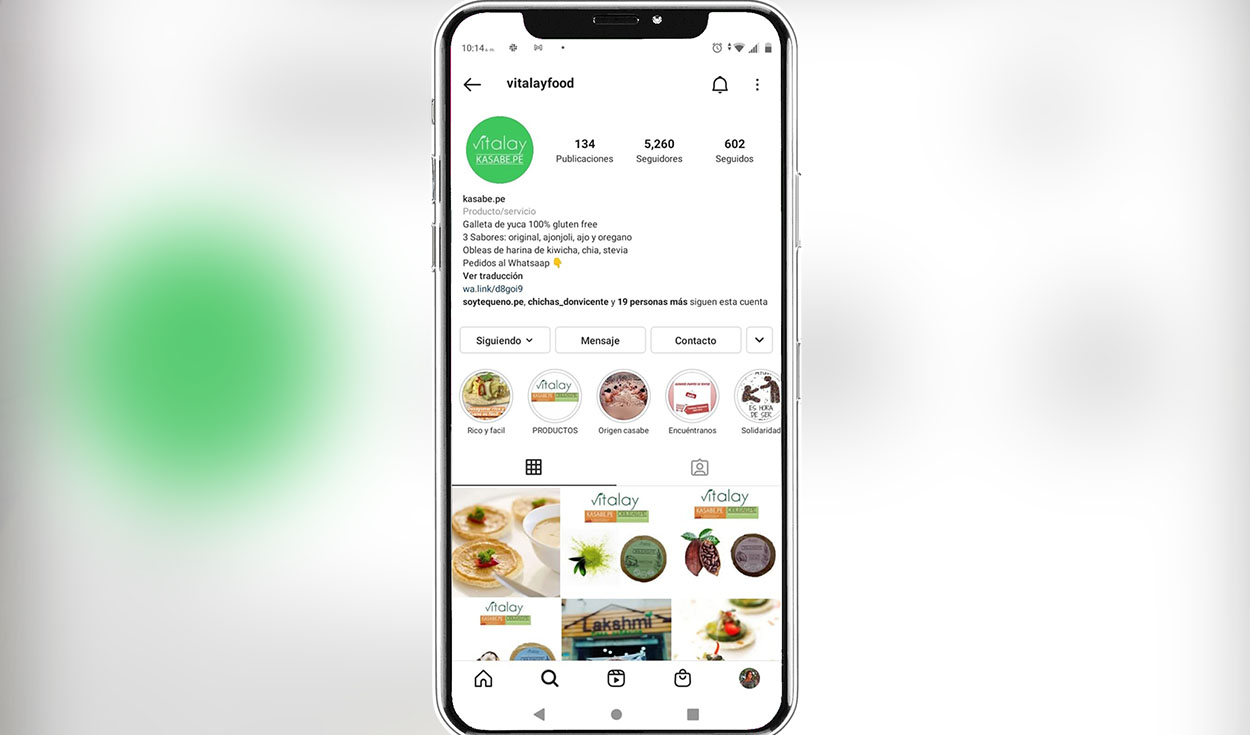 10:14
vitalayfood
vitalay
KASABE.PE
134
5,260
602
Publicaciones
Seguidores
Seguidos
kasabe.pe
Producto/servicio
Galleta de yuca 100% gluten free
3 Sabores: original, ajonjoli, ajo y oregano
Obleas de harina de kiwicha, chia, stevia
Pedidos al Whatsaap 👇
Ver traducción
wa.link/d8goi9
soytequeno.pe, chichas_donvicente y 19 personas más siguen esta cuenta
Siguiendo
Mensaje
Contacto
vitalay
ES HORA
DE SER
Rico y facil
PRODUCTOS
Origen casabe
Encuéntranos
Solidaridad
vitalay
KASABE.PE
vitalay
KASABE.PE
vitalay
Lakshmi